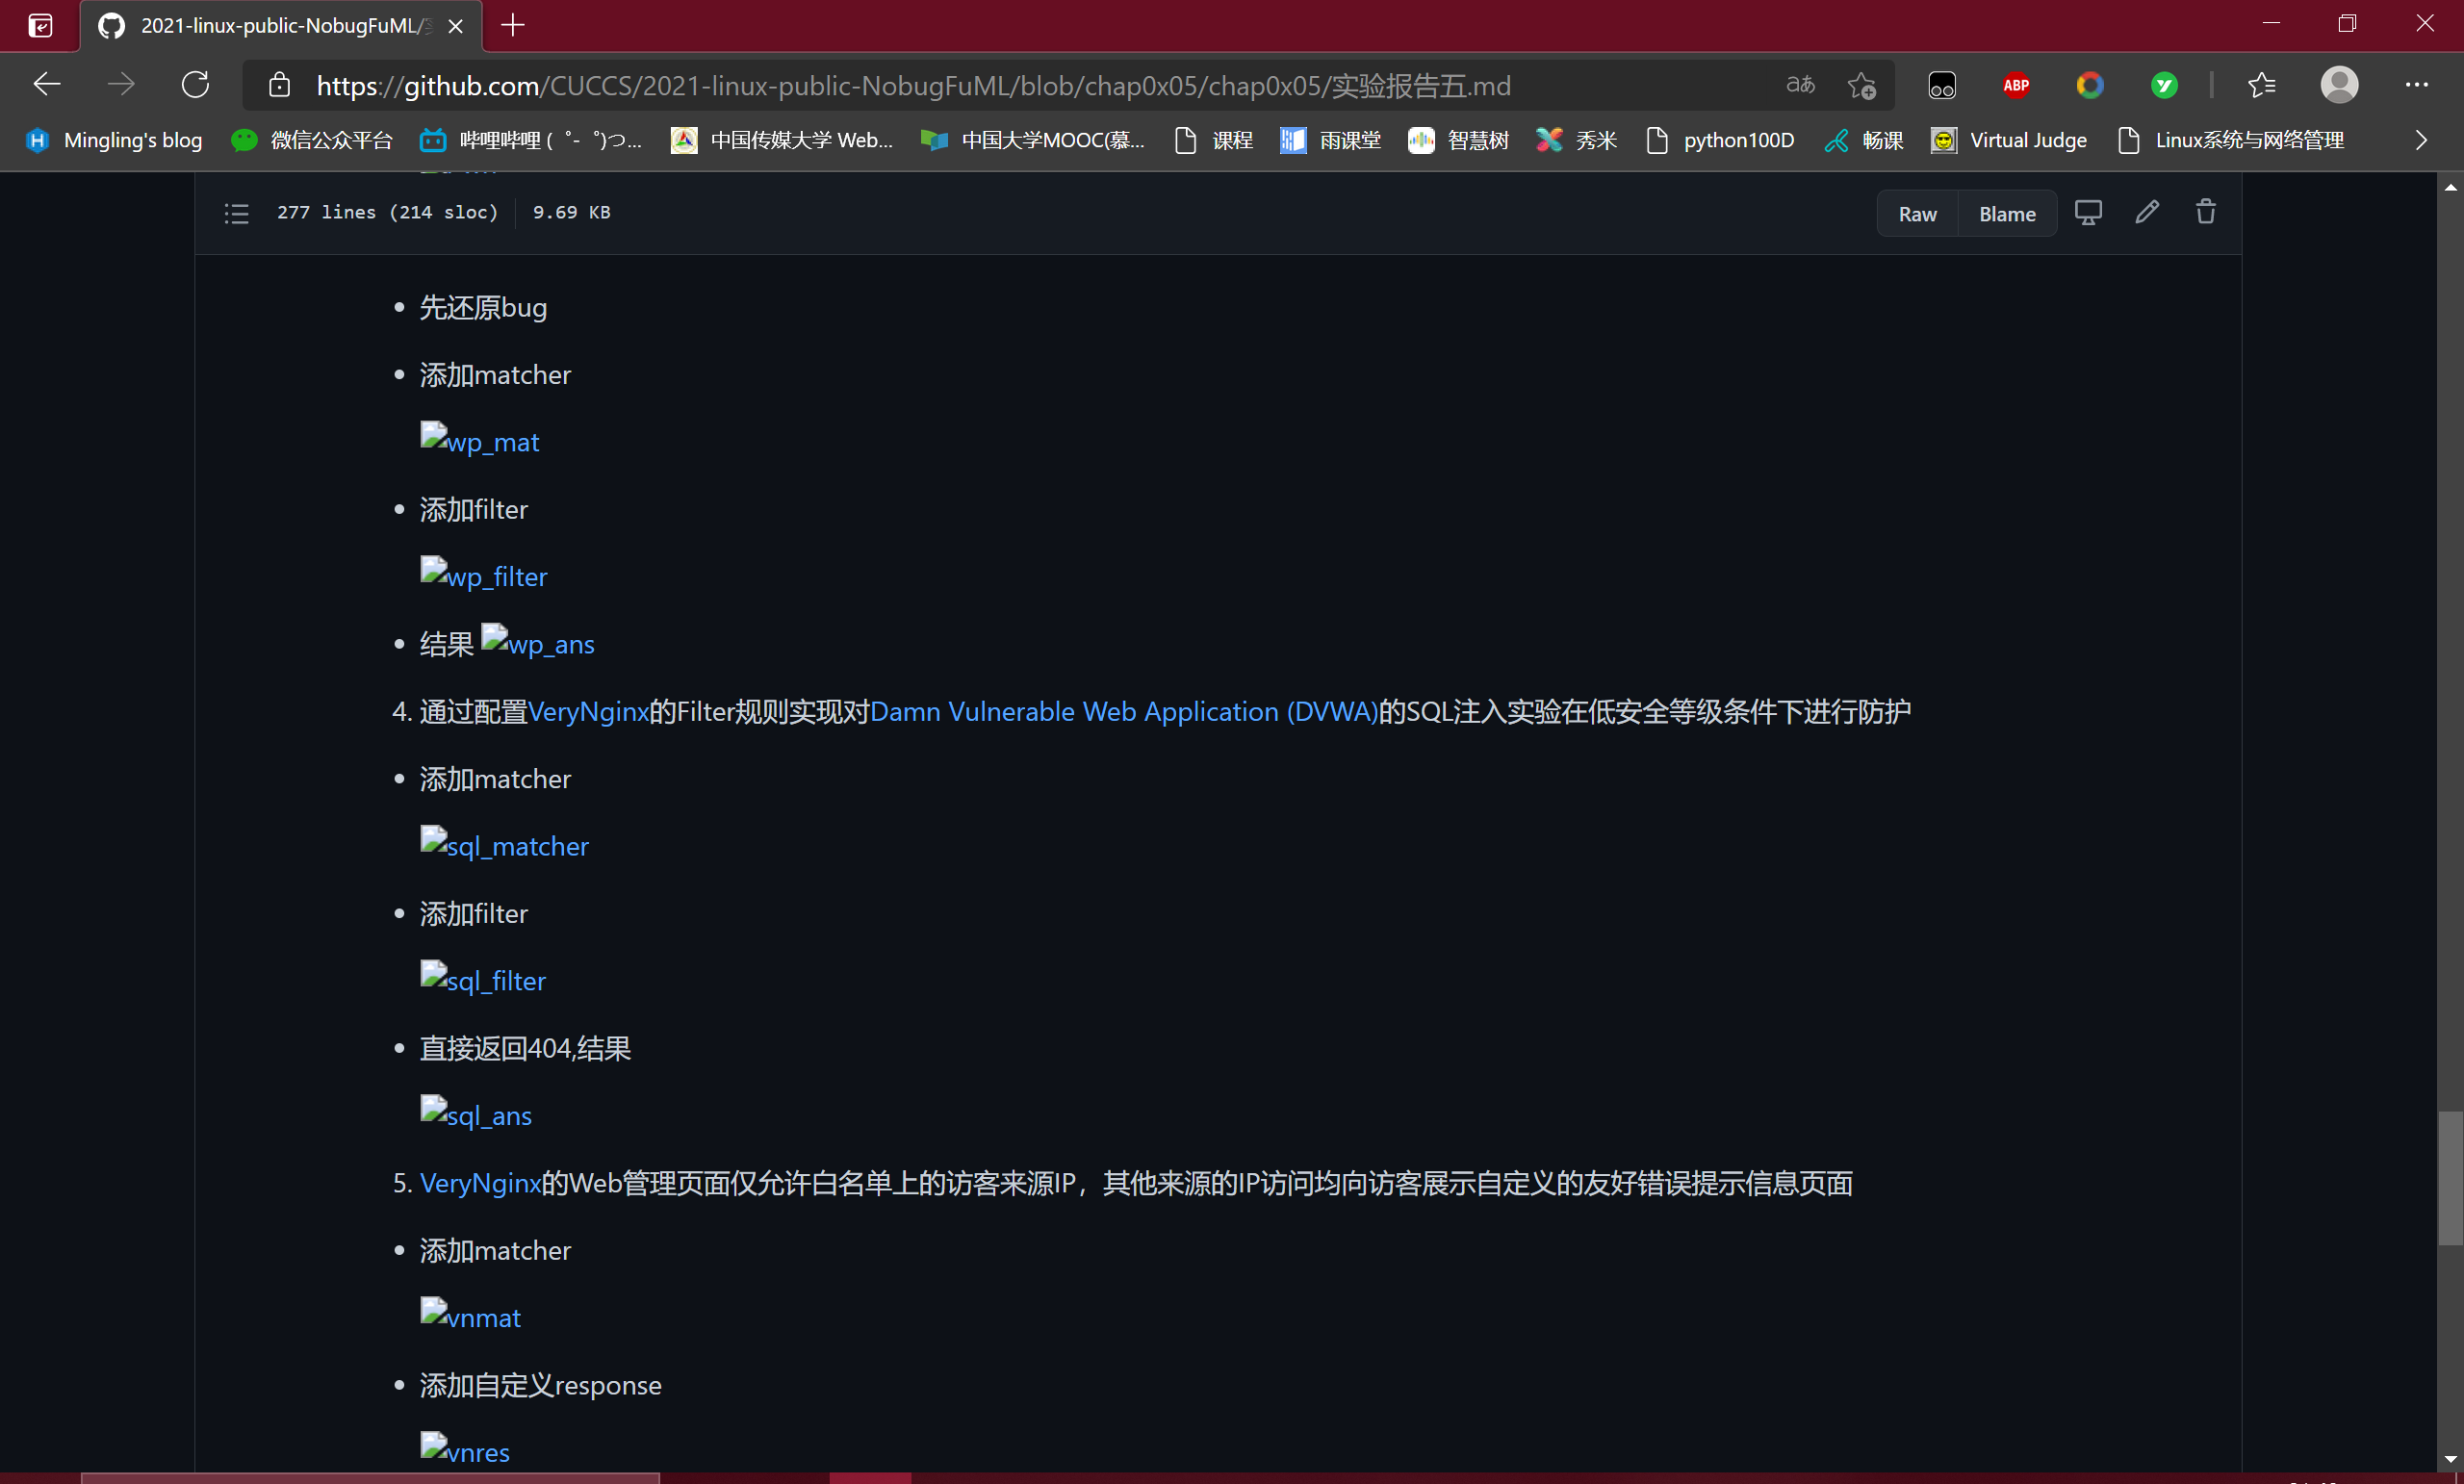 2021-linux-public-NobugFuML/
https://github.com/CUCCS/2021-linux-public-NobugFuML/blob/chap0x05/chap0x05/实验报告五.md
aあ
ABP
Mingling's blog
微信公众平台
哔哩哔哩 ( ゜- ゜)つ...
中国传媒大学 Web...
中国大学MOOC(慕...
课程
雨课堂
智慧树
秀米
python100D
畅课
Virtual Judge
Linux系统与网络管理
277 lines (214 sloc)
9.69 KB
Raw
Blame
先还原bug
添加matcher
wp_mat
添加filter
wp_filter
结果 wp_ans
4. 通过配置VeryNginx的Filter规则实现对Damn Vulnerable Web Application (DVWA)的SQL注入实验在低安全等级条件下进行防护
添加matcher
sql_matcher
添加filter
sql_filter
直接返回404,结果
sql_ans
5. VeryNginx的Web管理页面仅允许白名单上的访客来源IP，其他来源的IP访问均向访客展示自定义的友好错误提示信息页面
添加matcher
vnmat
添加自定义response
vnres